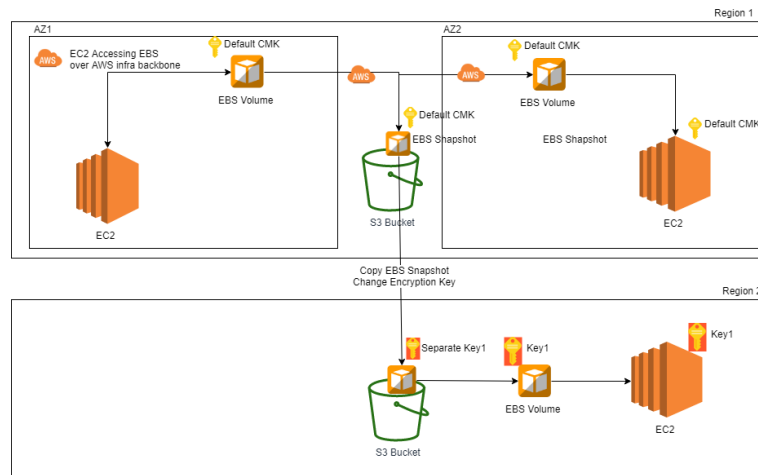 Region 1
AZ1
AZ2
AWS
EC2 Accessing EBS
over AWS infra backbone
Default CMK
EBS Volume
AWS
AWS
Default CMK
EBS Volume
Default CMK
EBS Snapshot
EBS Snapshot
Default CMK
S3 Bucket
EC2
EC2
Copy EBS Snapshot
Change Encryption Key
Region 2
Separate Key1
Key1
Key1
EBS Volume
EC2
S3 Bucket